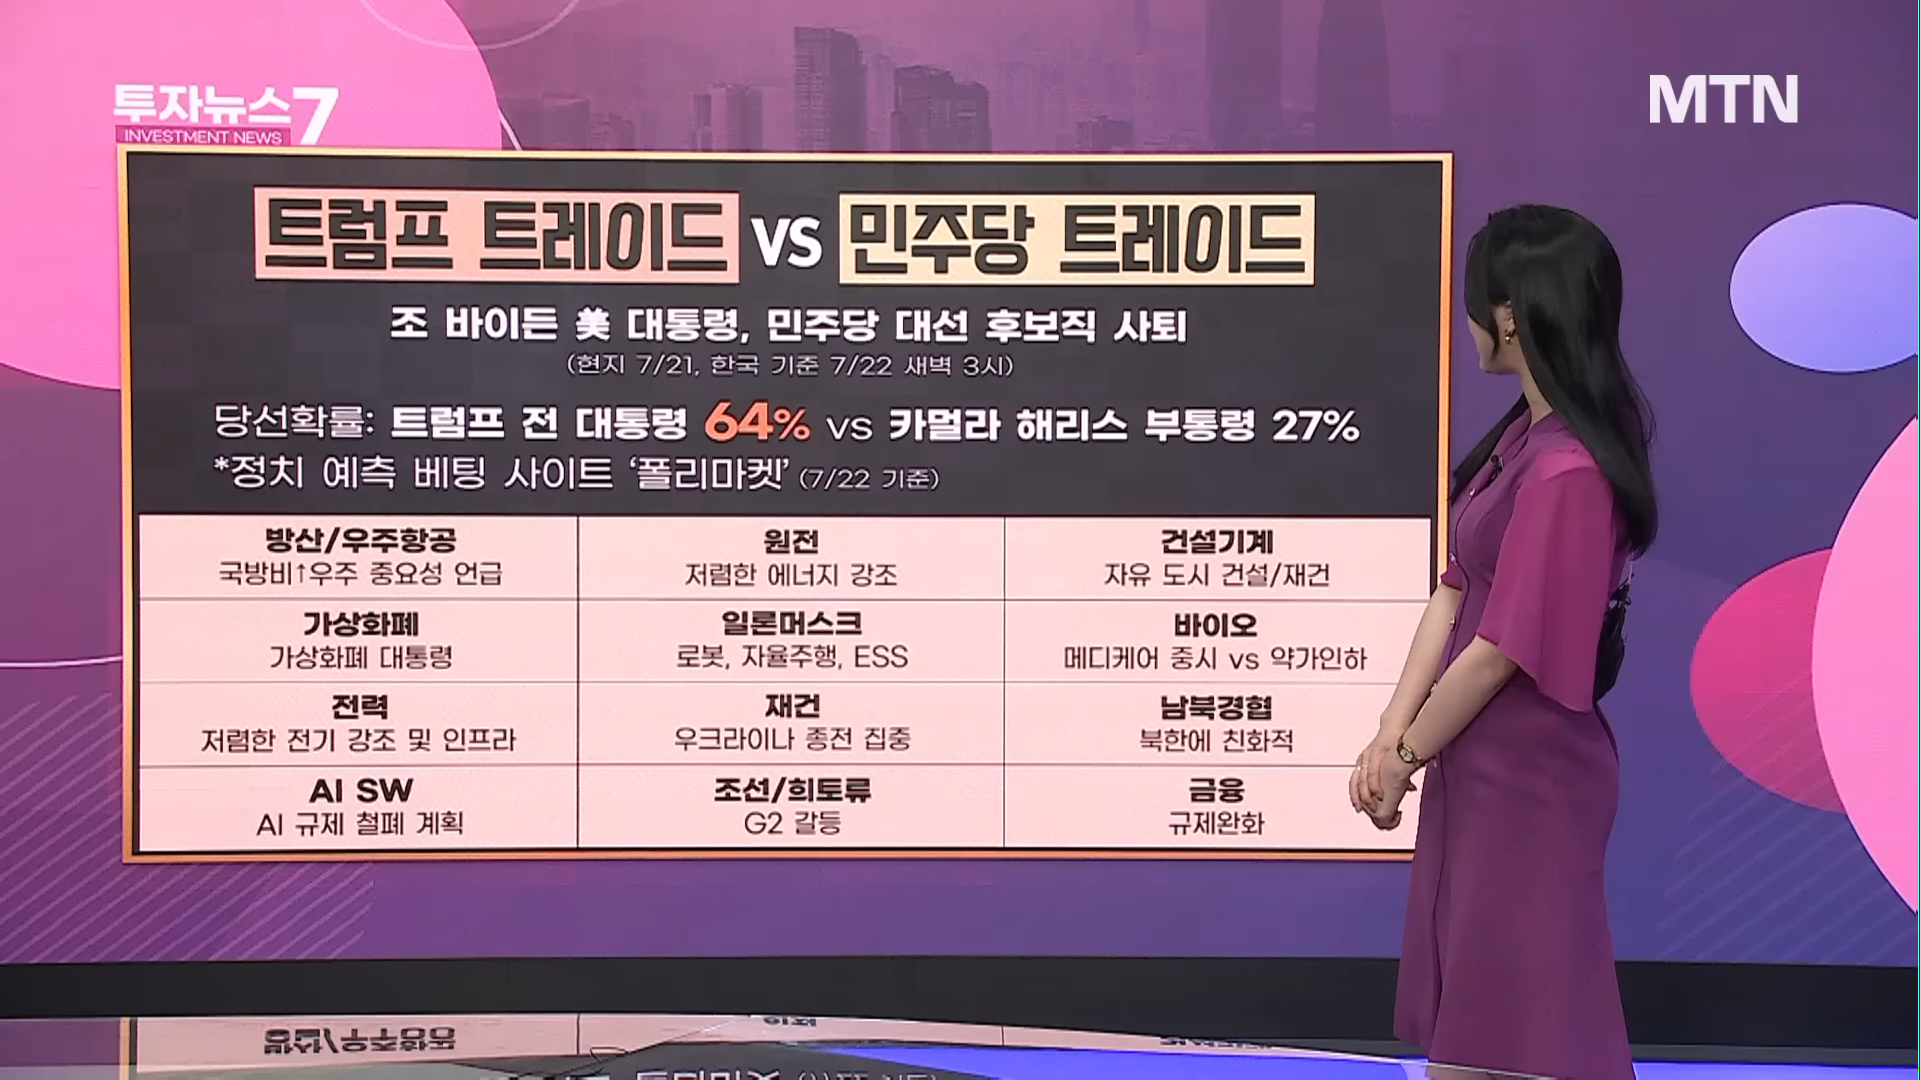 투자뉴스7
INVESTMENT NEWS
MTN
트럼프 트레이드 VS 민주당 트레이드
조 바이든 美 대통령, 민주당 대선 후보직 사퇴
(현지 7/21, 한국 기준 7/22 새벽 3시)
당선확률: 트럼프 전 대통령 64% vs 카멀라 해리스 부통령 27%
*정치 예측 베팅 사이트 ‘폴리마켓’ (7/22 기준)
방산/우주항공
국방비↑우주 중요성 언급
원전
저렴한 에너지 강조
건설기계
자유 도시 건설/재건
가상화폐
가상화폐 대통령
일론머스크
로봇, 자율주행, ESS
바이오
메디케어 중시 vs 약가인하
전력
저렴한 전기 강조 및 인프라
재건
우크라이나 종전 집중
남북경협
북한에 친화적
AI SW
AI 규제 철폐 계획
조선/희토류
G2 갈등
금융
규제완화